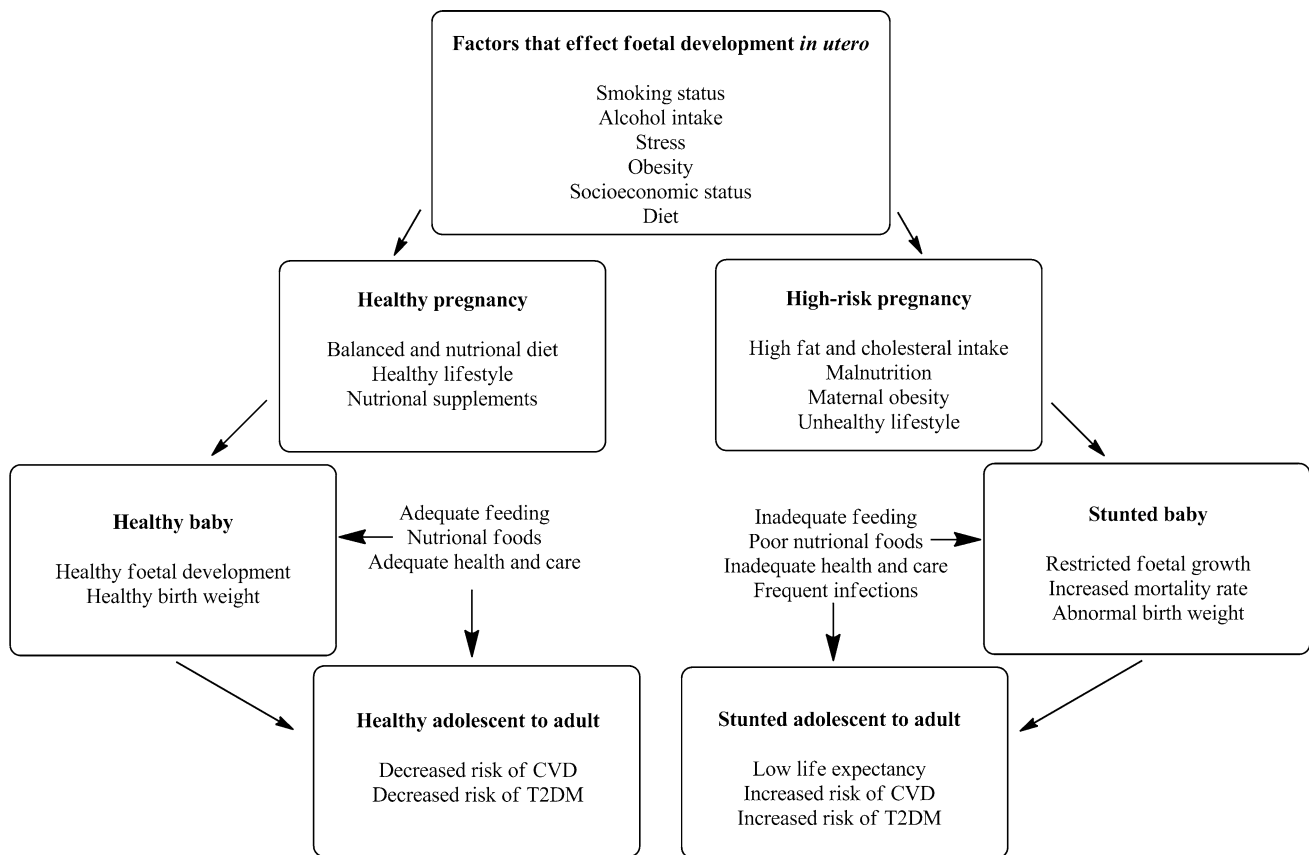 Factors that effect foetal development in utero
Smoking status
Alcohol intake
Stress
Obesity
Socioeconomic status
Diet
Healthy pregnancy
Balanced and nutrional diet
Healthy lifestyle
Nutrional supplements
High-risk pregnancy
High fat and cholesteral intake
Malnutrition
Maternal obesity
Unhealthy lifestyle
Healthy baby
Healthy foetal development
Healthy birth weight
Adequate feeding
Nutrional foods
Adequate health and care
Inadequate feeding
Poor nutrional foods
Inadequate health and care
Frequent infections
Stunted baby
Restricted foetal growth
Increased mortality rate
Abnormal birth weight
Healthy adolescent to adult
Decreased risk of CVD
Decreased risk of T2DM
Stunted adolescent to adult
Low life expectancy
Increased risk of CVD
Increased risk of T2DM